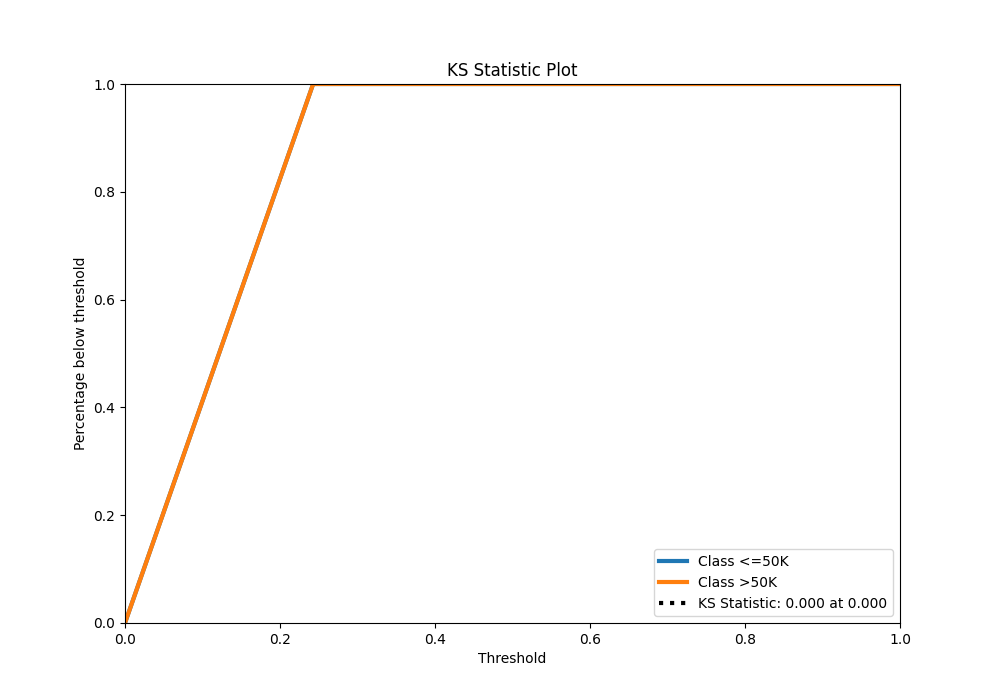 KS Statistic Plot
1.0
0.8
0.6
0.4
0.2
0.0
Percentage below threshold
0.0 0.2 0.4 0.6 0.8 1.0
Threshold
Class <=50K
Class >50K
KS Statistic: 0.000 at 0.000